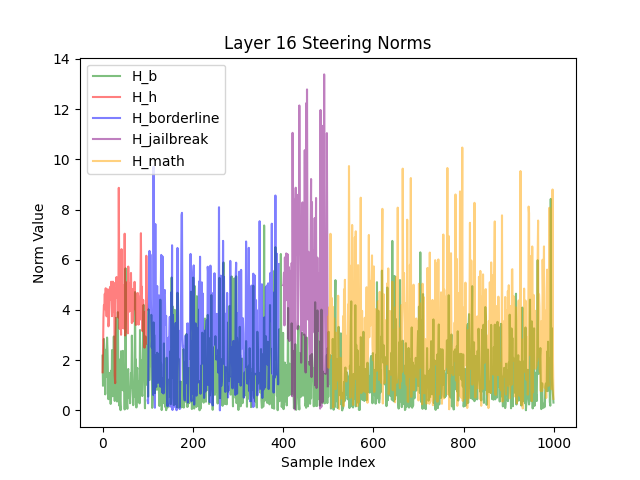 Layer 16 Steering Norms
14
12
10
8
6
4
2
0
Norm Value
H_b
H_h
H_borderline
H_jailbreak
H_math
0
200
400
600
800
1000
Sample Index